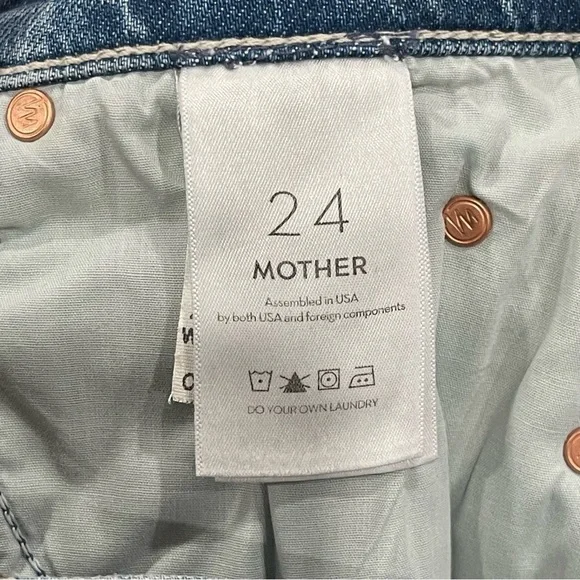 24
MOTHER
Assembled in USA
by both USA and foreign components
DO YOUR OWN LAUNDRY